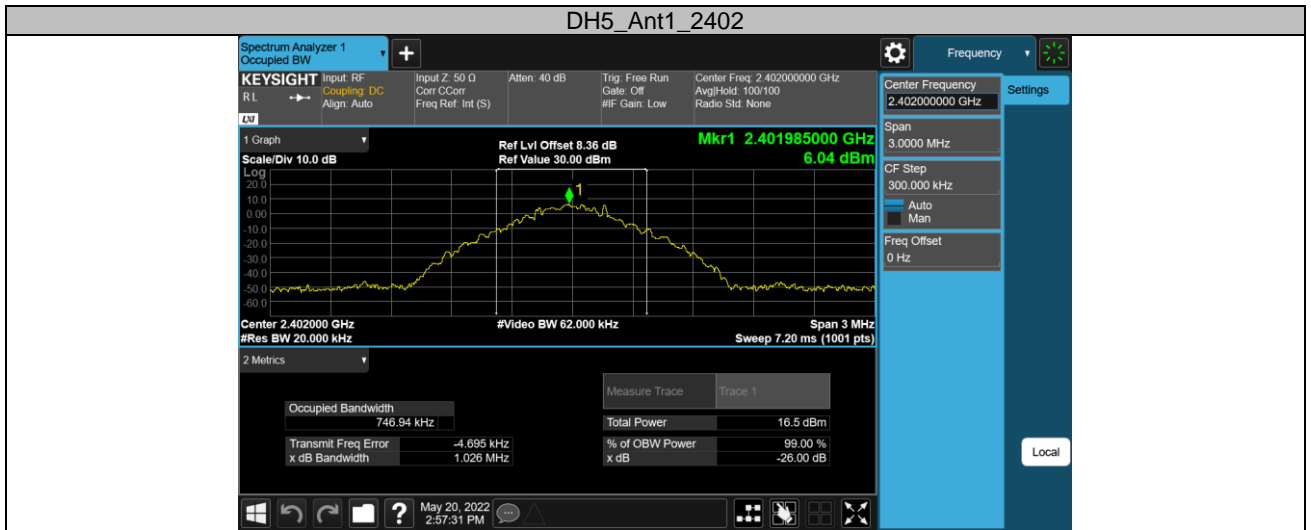 DH5_Ant1_2402
Spectrum Analyzer 1
Occupied BW
+
Frequency
KEYSIGHT
RL
LXI
Input: RF
Coupling: DC
Align: Auto
Input Z: 50 Ω
Corr CCorr
Freq Ref: Int (S)
Atten: 40 dB
Trig: Free Run
Gate: Off
#IF Gain: Low
Center Freq: 2.402000000 GHz
Avg|Hold: 100/100
Radio Std: None
Center Frequency
2.402000000 GHz
Settings
Span
3.0000 MHz
CF Step
300.000 kHz
Auto
Man
Freq Offset
0 Hz
Local
1 Graph
Scale/Div 10.0 dB
Ref Lvl Offset 8.36 dB
Ref Value 30.00 dBm
Mkr1 2.401985000 GHz
6.04 dBm
Log
20.0
10.0
0.00
-10.0
-20.0
-30.0
-40.0
-50.0
-60.0
1
Center 2.402000 GHz
#Video BW 62.000 kHz
Span 3 MHz
#Res BW 20.000 kHz
Sweep 7.20 ms (1001 pts)
2 Metrics
Measure Trace
Trace 1
Occupied Bandwidth
746.94 kHz
Total Power
16.5 dBm
Transmit Freq Error
-4.695 kHz
% of OBW Power
99.00 %
x dB Bandwidth
1.026 MHz
x dB
-26.00 dB
?
May 20, 2022
2:57:31 PM